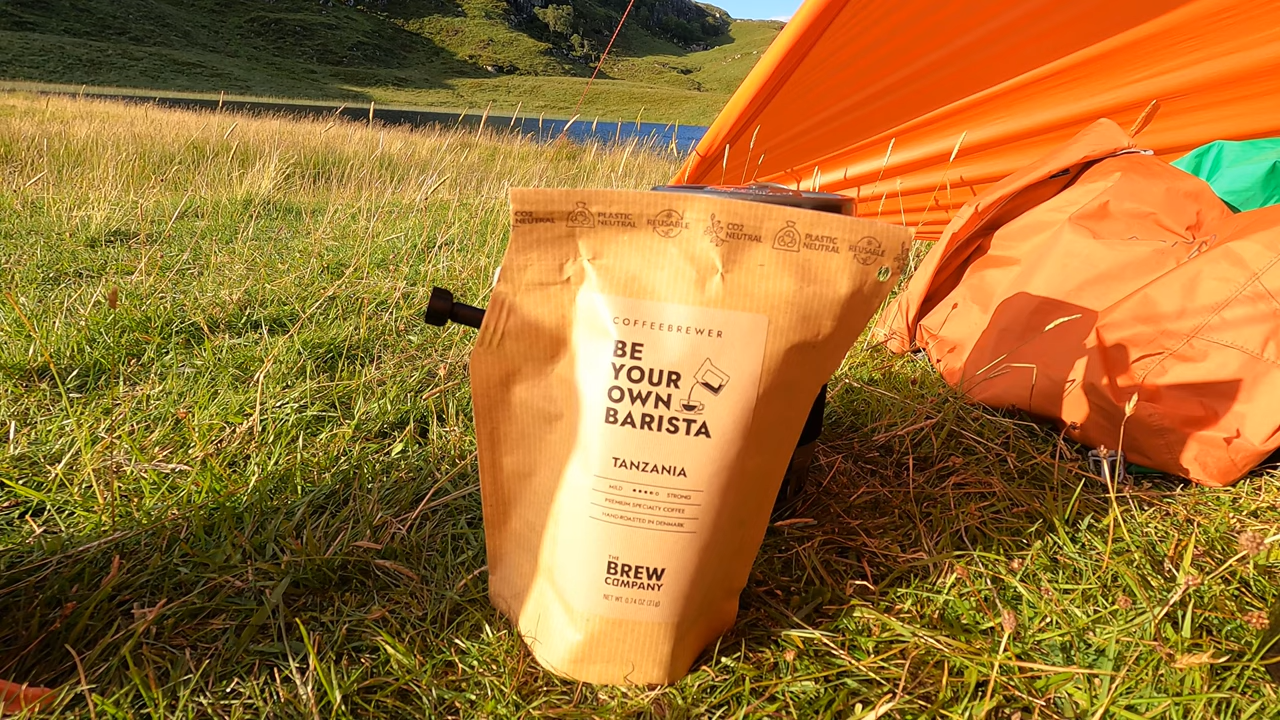 CO2 NEUTRAL PLASTIC NEUTRAL REUSABLE CO2 NEUTRAL PLASTIC NEUTRAL REUSABLE
COFFEEBREWER
BE
YOUR
OWN
BARISTA
TANZANIA
MILD STRONG
PREMIUM SPECIALTY COFFEE
HAND-ROASTED IN DENMARK
THE
BREW
COMPANY
NET WT. 0.74 OZ (21g)